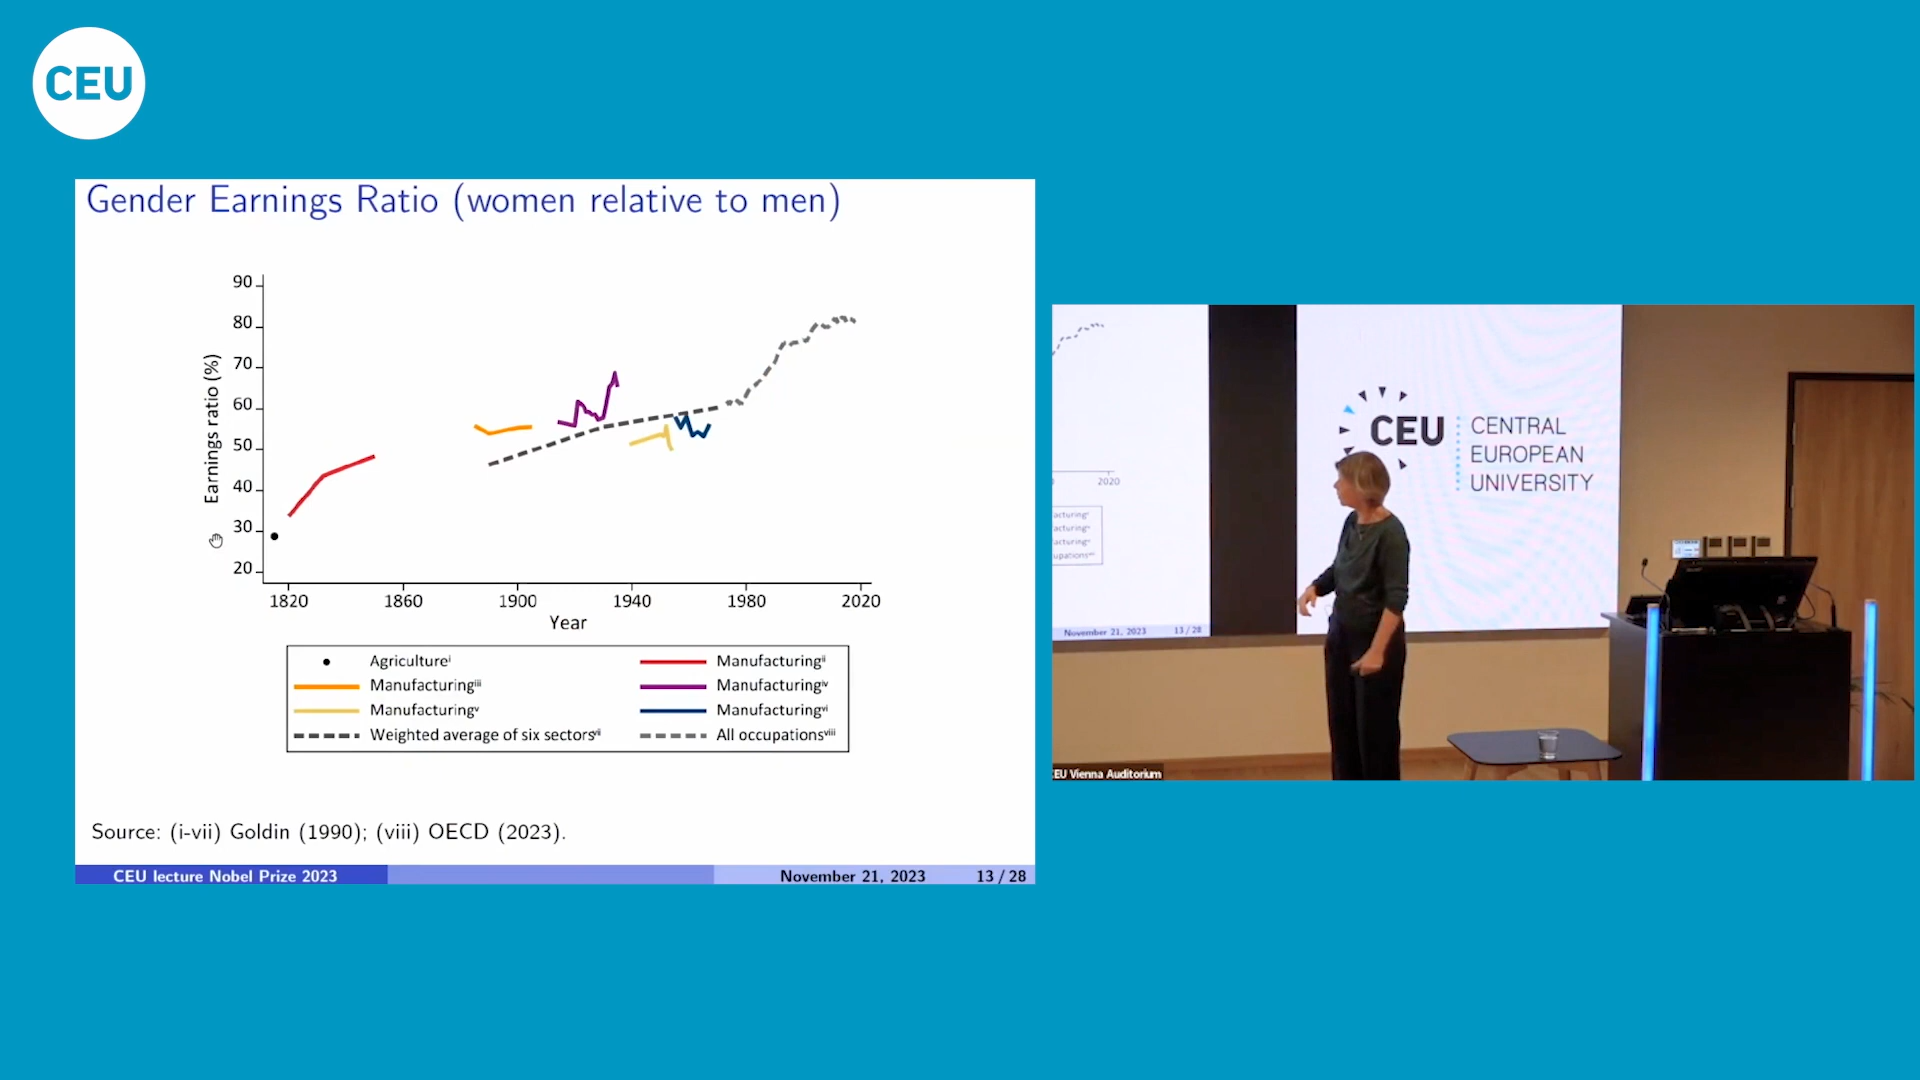 CEU
Gender Earnings Ratio (women relative to men)
90
80
70
60
50
40
30
20
Earnings ratio (%)
1820 1860 1900 1940 1980 2020
Year
Agricultureⁱ
Manufacturingⁱⁱ
Manufacturingⁱⁱⁱ
Manufacturingⁱᵛ
Manufacturingᵛ
Manufacturingᵛⁱ
Weighted average of six sectorsᵛⁱⁱ
All occupationsᵛⁱⁱⁱ
Source: (i-vii) Goldin (1990); (viii) OECD (2023).
CEU lecture Nobel Prize 2023 November 21, 2023 13 / 28
2020
November 21, 2023 13 / 28
CEU
CENTRAL
EUROPEAN
UNIVERSITY
EU Vienna Auditorium